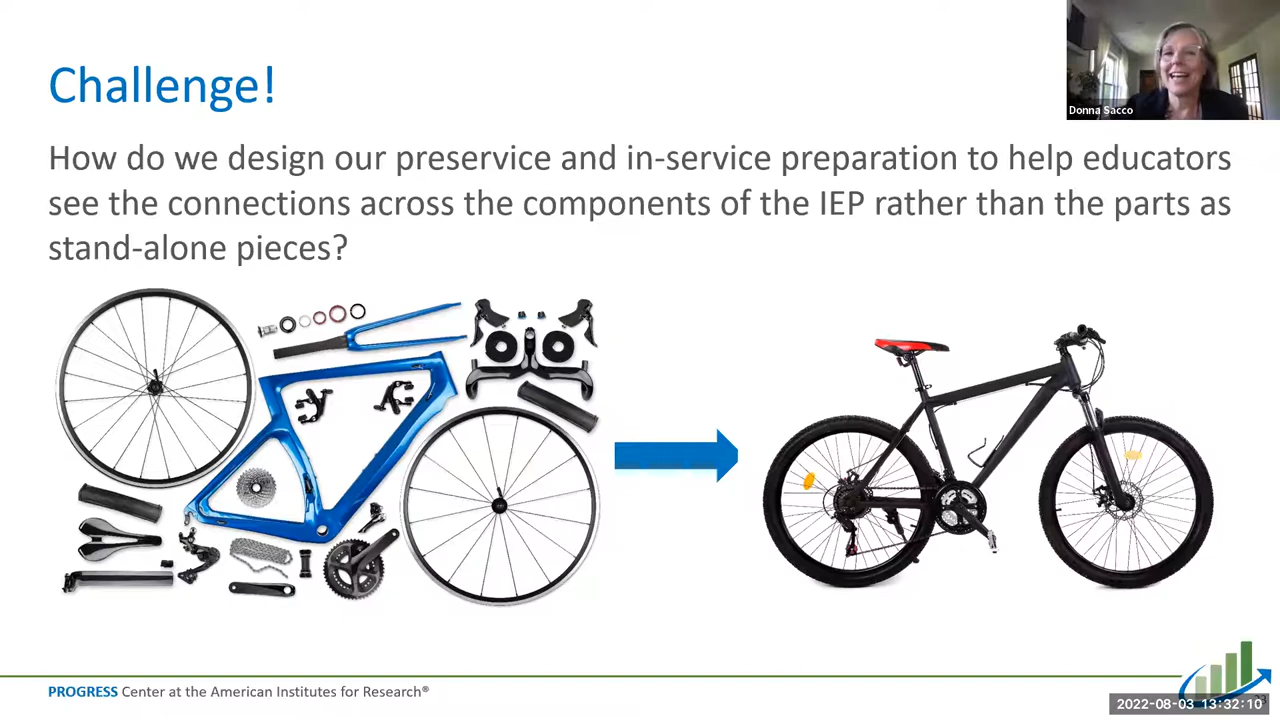 Challenge!
Donna Sacco
How do we design our preservice and in-service preparation to help educators
see the connections across the components of the IEP rather than the parts as
stand-alone pieces?
PROGRESS Center at the American Institutes for Research®
2022-08-03 13:32:10